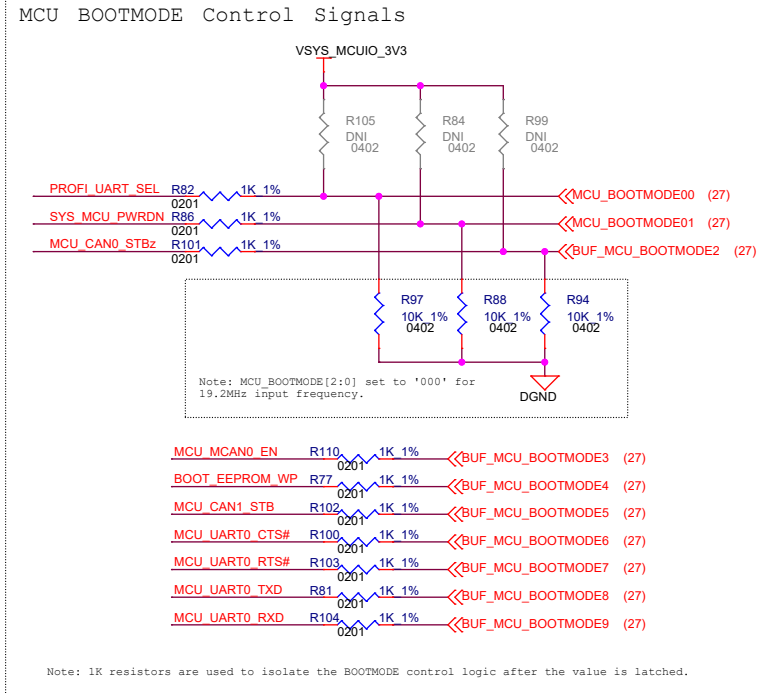 MCU BOOTMODE Control Signals
VSYS_MCUIO_3V3
R105 R84 R99
DNI DNI DNI
0402 0402 0402
PROFI_UART_SEL R82 1K_1% MCU_BOOTMODE00 (27)
0201
SYS_MCU_PWRDN R86 1K_1% MCU_BOOTMODE01 (27)
0201
MCU_CAN0_STBz R101 1K_1% BUF_MCU_BOOTMODE2 (27)
0201
R97 R88 R94
10K_1% 10K_1% 10K_1%
0402 0402 0402
Note: MCU_BOOTMODE[2:0] set to '000' for
19.2MHz input frequency.
DGND
MCU_MCAN0_EN R110 1K_1% BUF_MCU_BOOTMODE3 (27)
0201
BOOT_EEPROM_WP R77 1K_1% BUF_MCU_BOOTMODE4 (27)
0201
MCU_CAN1_STB R102 1K_1% BUF_MCU_BOOTMODE5 (27)
0201
MCU_UART0_CTS# R100 1K_1% BUF_MCU_BOOTMODE6 (27)
0201
MCU_UART0_RTS# R103 1K_1% BUF_MCU_BOOTMODE7 (27)
0201
MCU_UART0_TXD R81 1K_1% BUF_MCU_BOOTMODE8 (27)
0201
MCU_UART0_RXD R104 1K_1% BUF_MCU_BOOTMODE9 (27)
0201
Note: 1K resistors are used to isolate the BOOTMODE control logic after the value is latched.